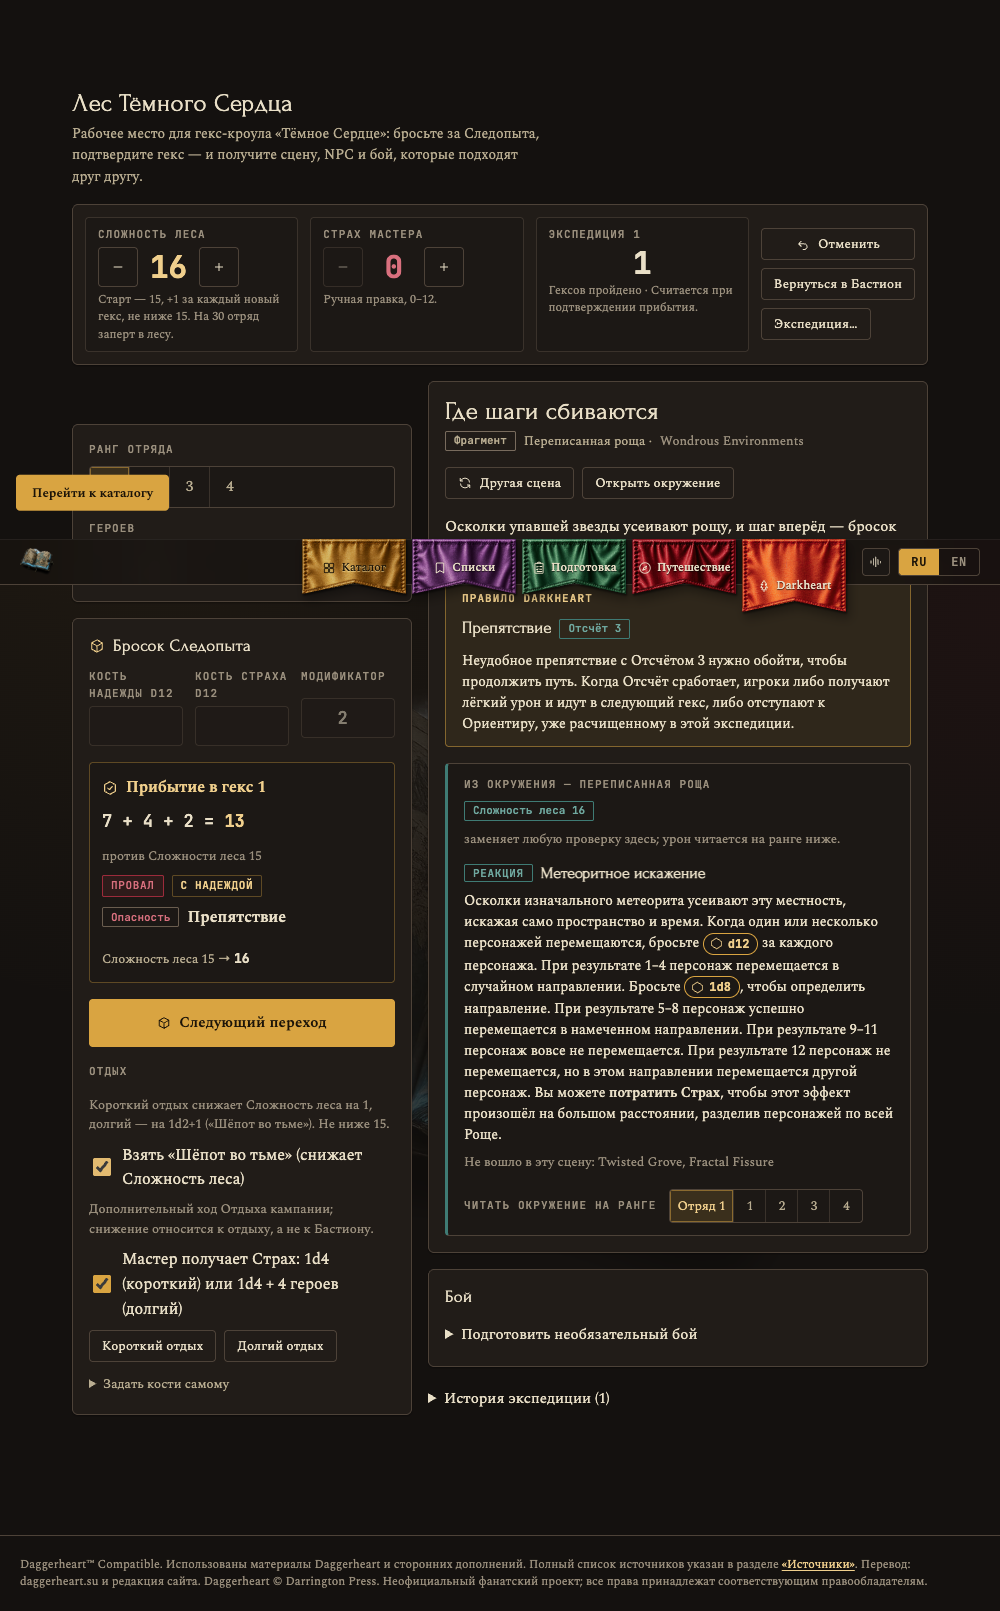 Лес Тёмного Сердца
Рабочее место для гекс-кроула «Тёмное Сердце»: бросьте за Следопыта,
подтвердите гекс — и получите сцену, NPC и бой, которые подходят
друг другу.
СЛОЖНОСТЬ ЛЕСА
− 16 +
Старт — 15, +1 за каждый новый
гекс, не ниже 15. На 30 отряд
заперт в лесу.
СТРАХ МАСТЕРА
− 0 +
Ручная правка, 0–12.
ЭКСПЕДИЦИЯ 1
1
Гексов пройдено · Считается при
подтверждении прибытия.
Отменить
Вернуться в Бастион
Экспедиция…
РАНГ ОТРЯДА
3 4
Перейти к каталогу
ГЕРОЕВ
Каталог
Списки
Подготовка
Путешествие
Darkheart
RU EN
Бросок Следопыта
КОСТЬ
НАДЕЖДЫ D12
КОСТЬ СТРАХА
D12
МОДИФИКАТОР
2
Прибытие в гекс 1
7 + 4 + 2 = 13
против Сложности леса 15
ПРОВАЛ С НАДЕЖДОЙ
Опасность Препятствие
Сложность леса 15 → 16
Следующий переход
ОТДЫХ
Короткий отдых снижает Сложность леса на 1,
долгий — на 1d2+1 («Шёпот во тьме»). Не ниже 15.
Взять «Шёпот во тьме» (снижает
Сложность леса)
Дополнительный ход Отдыха кампании;
снижение относится к отдыху, а не к Бастиону.
Мастер получает Страх: 1d4
(короткий) или 1d4 + 4 героев
(долгий)
Короткий отдых Долгий отдых
Задать кости самому
Где шаги сбиваются
Фрагмент Переписанная роща · Wondrous Environments
Другая сцена Открыть окружение
Осколки упавшей звезды усеивают рощу, и шаг вперёд — бросок
ПРАВИЛО DARKHEART
Препятствие Отсчёт 3
Неудобное препятствие с Отсчётом 3 нужно обойти, чтобы
продолжить путь. Когда Отсчёт сработает, игроки либо получают
лёгкий урон и идут в следующий гекс, либо отступают к
Ориентиру, уже расчищенному в этой экспедиции.
ИЗ ОКРУЖЕНИЯ — ПЕРЕПИСАННАЯ РОЩА
Сложность леса 16
заменяет любую проверку здесь; урон читается на ранге ниже.
РЕАКЦИЯ Метеоритное искажение
Осколки изначального метеорита усеивают эту местность,
искажая само пространство и время. Когда один или несколько
персонажей перемещаются, бросьте d12 за каждого
персонажа. При результате 1–4 персонаж перемещается в
случайном направлении. Бросьте 1d8, чтобы определить
направление. При результате 5–8 персонаж успешно
перемещается в намеченном направлении. При результате 9–11
персонаж вовсе не перемещается. При результате 12 персонаж не
перемещается, но в этом направлении перемещается другой
персонаж. Вы можете потратить Страх, чтобы этот эффект
произошёл на большом расстоянии, разделив персонажей по всей
Роще.
Не вошло в эту сцену: Twisted Grove, Fractal Fissure
ЧИТАТЬ ОКРУЖЕНИЕ НА РАНГЕ Отряд 1 1 2 3 4
Бой
Подготовить необязательный бой
История экспедиции (1)
Daggerheart™ Compatible. Использованы материалы Daggerheart и сторонних дополнений. Полный список источников указан в разделе «Источники». Перевод:
daggerheart.su и редакция сайта. Daggerheart © Darrington Press. Неофициальный фанатский проект; все права принадлежат соответствующим правообладателям.